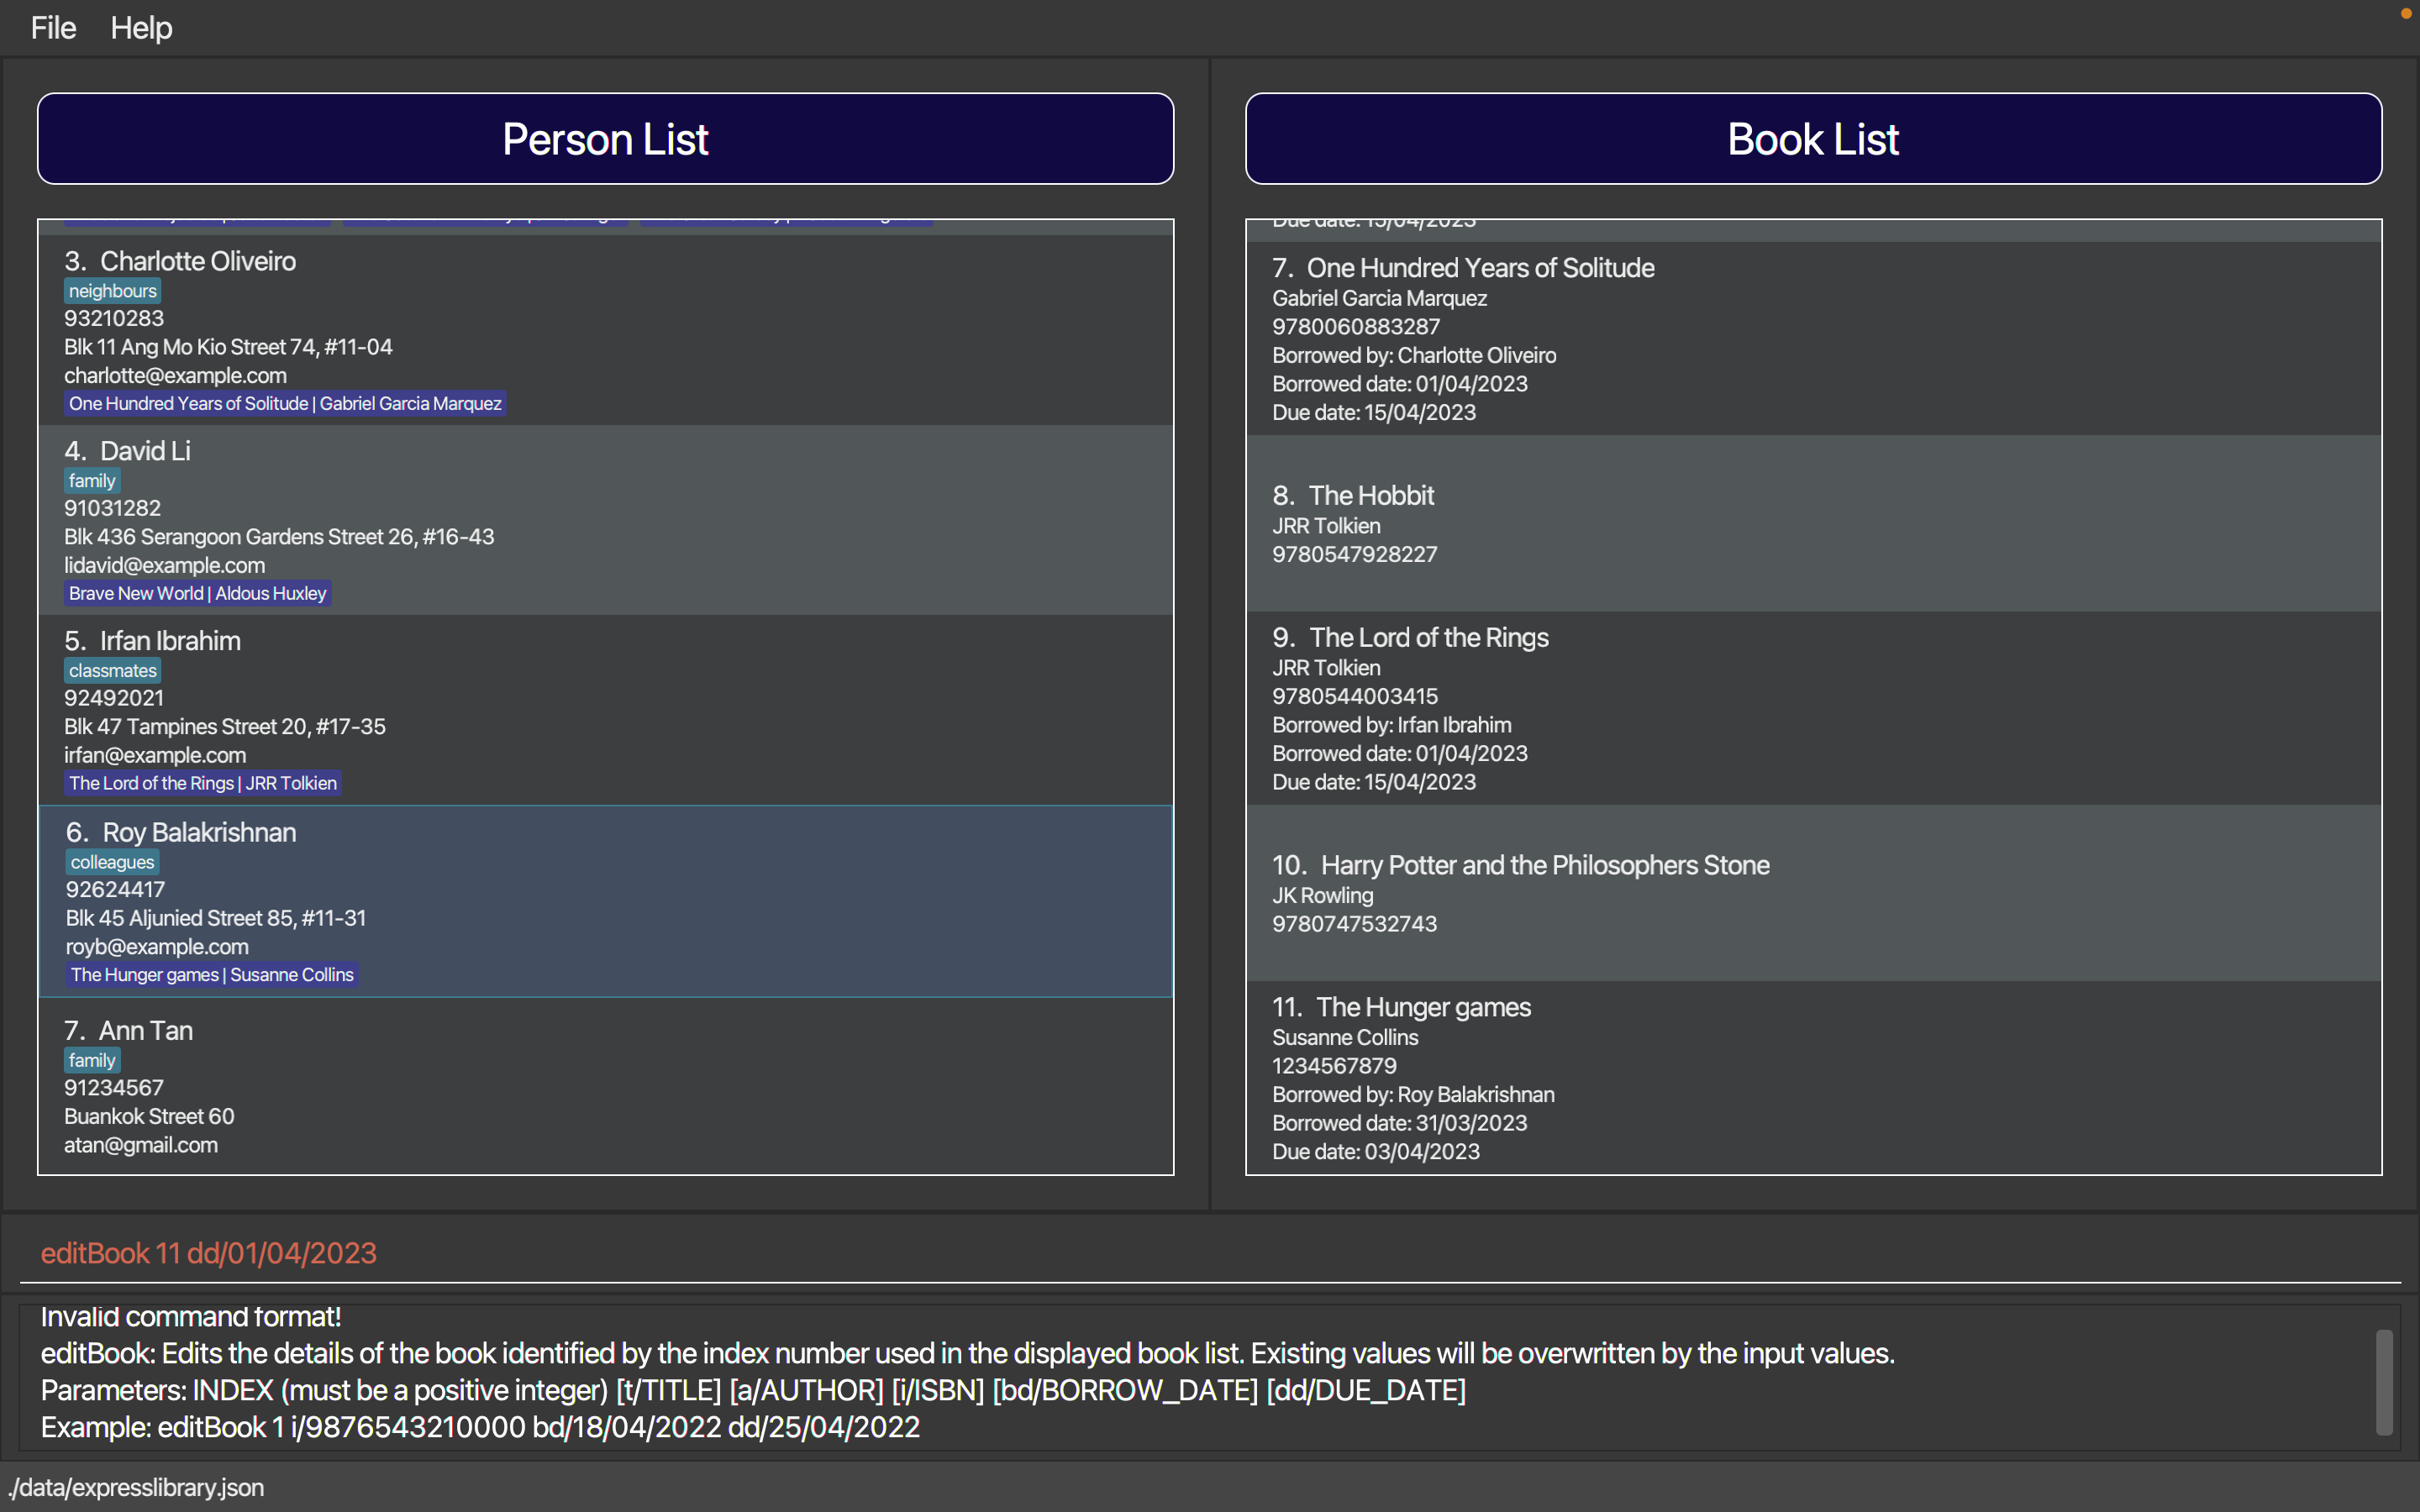 File Help
Person List
3. Charlotte Oliveiro
neighbours
93210283
Blk 11 Ang Mo Kio Street 74, #11-04
charlotte@example.com
One Hundred Years of Solitude | Gabriel Garcia Marquez
4. David Li
family
91031282
Blk 436 Serangoon Gardens Street 26, #16-43
lidavid@example.com
Brave New World | Aldous Huxley
5. Irfan Ibrahim
classmates
92492021
Blk 47 Tampines Street 20, #17-35
irfan@example.com
The Lord of the Rings | JRR Tolkien
6. Roy Balakrishnan
colleagues
92624417
Blk 45 Aljunied Street 85, #11-31
royb@example.com
The Hunger games | Susanne Collins
7. Ann Tan
family
91234567
Buankok Street 60
atan@gmail.com
Book List
Due date: 15/04/2023
7. One Hundred Years of Solitude
Gabriel Garcia Marquez
9780060883287
Borrowed by: Charlotte Oliveiro
Borrowed date: 01/04/2023
Due date: 15/04/2023
8. The Hobbit
JRR Tolkien
9780547928227
9. The Lord of the Rings
JRR Tolkien
9780544003415
Borrowed by: Irfan Ibrahim
Borrowed date: 01/04/2023
Due date: 15/04/2023
10. Harry Potter and the Philosophers Stone
JK Rowling
9780747532743
11. The Hunger games
Susanne Collins
1234567879
Borrowed by: Roy Balakrishnan
Borrowed date: 31/03/2023
Due date: 03/04/2023
editBook 11 dd/01/04/2023
Invalid command format!
editBook: Edits the details of the book identified by the index number used in the displayed book list. Existing values will be overwritten by the input values.
Parameters: INDEX (must be a positive integer) [t/TITLE] [a/AUTHOR] [i/ISBN] [bd/BORROW_DATE] [dd/DUE_DATE]
Example: editBook 1 i/9876543210000 bd/18/04/2022 dd/25/04/2022
./data/expresslibrary.json